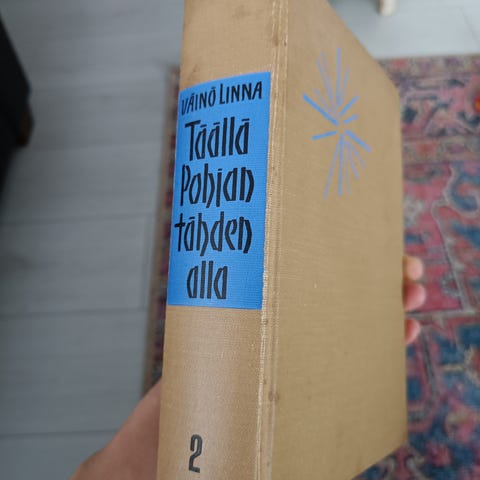 VÄINÖ LINNA
Täällä
Pohjan
tähden
alla
2